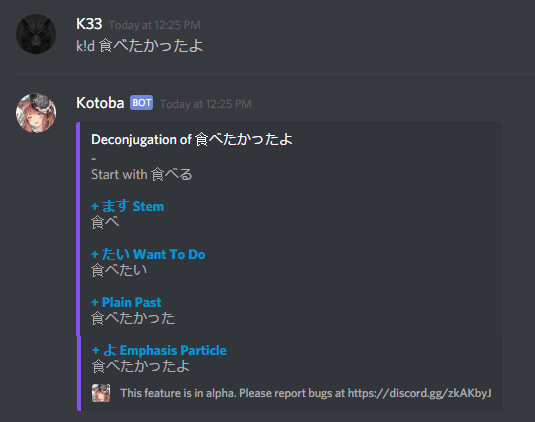 K33 Today at 12:25 PM
k!d 食べたかったよ
Kotoba BOT Today at 12:25 PM
Deconjugation of 食べたかったよ
-
Start with 食べる
+ ます Stem
食べ
+ たい Want To Do
食べたい
+ Plain Past
食べたかった
+ よ Emphasis Particle
食べたかったよ
This feature is in alpha. Please report bugs at https://discord.gg/zkAKbyJ